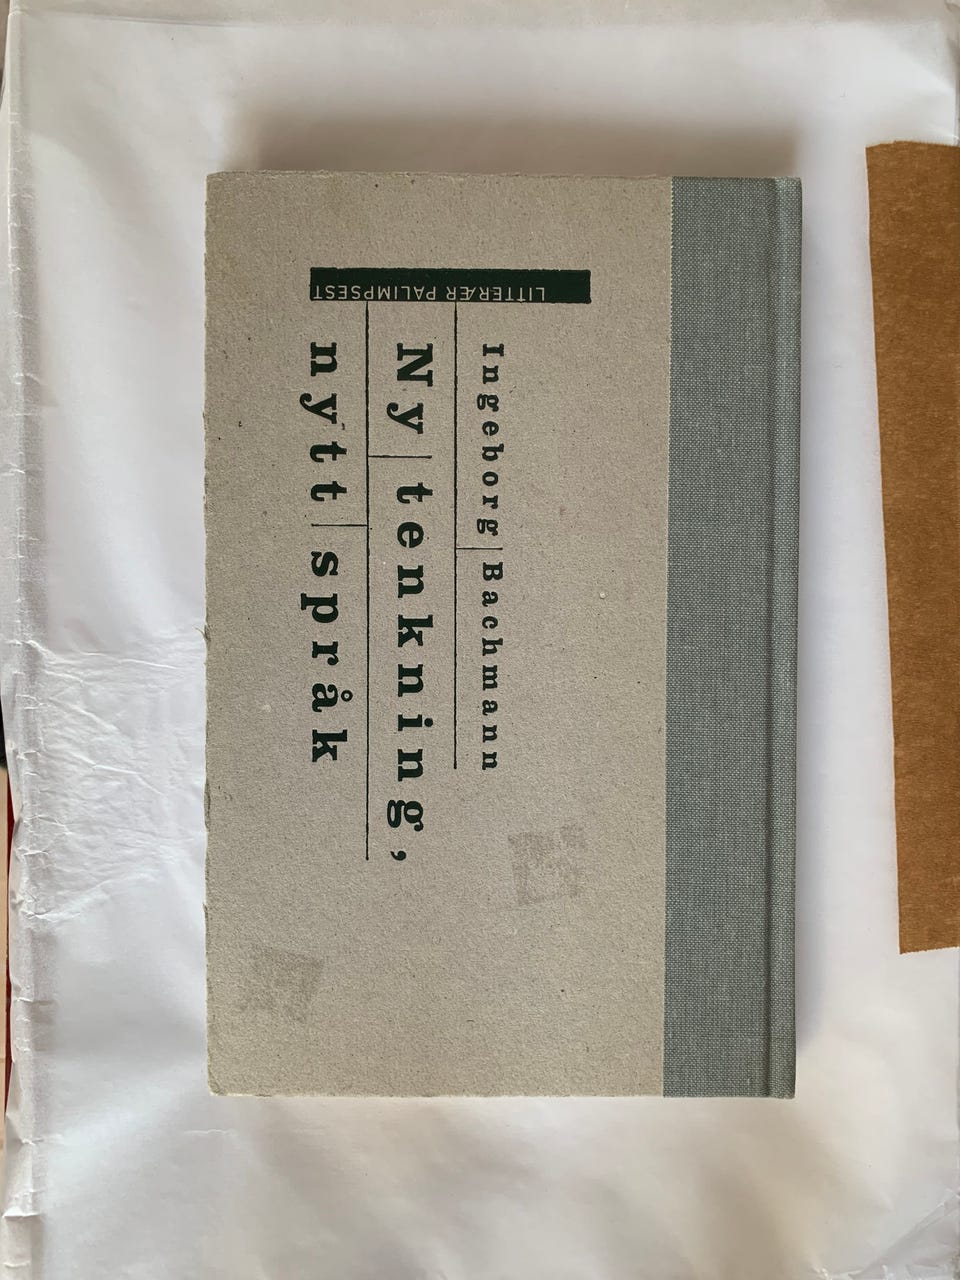 LITTERÆR PALIMPSEST
Ingeborg Bachmann
Ny tenkning,
nytt språk